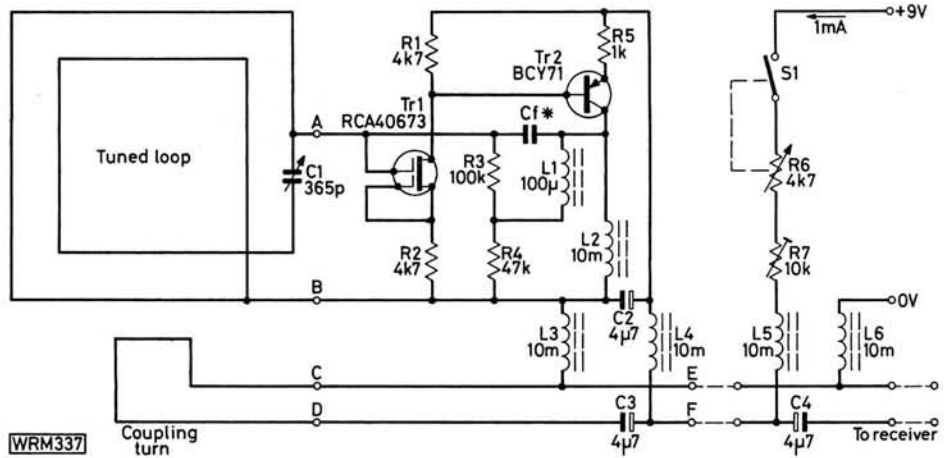 +9V
1mA
R1
4k7
Tr2
BCY71
R5
1k
S1
Tr1
RCA40673
A
Cf*
Tuned loop
C1
365p
R3
100k
L1
100µ
R6
4k7
R2
4k7
R4
47k
L2
10m
R7
10k
B
C2
4µ7
0V
L3
10m
L4
10m
L5
10m
L6
10m
C
E
D
C3
4µ7
F
C4
4µ7
To receiver
WRM337
Coupling
turn